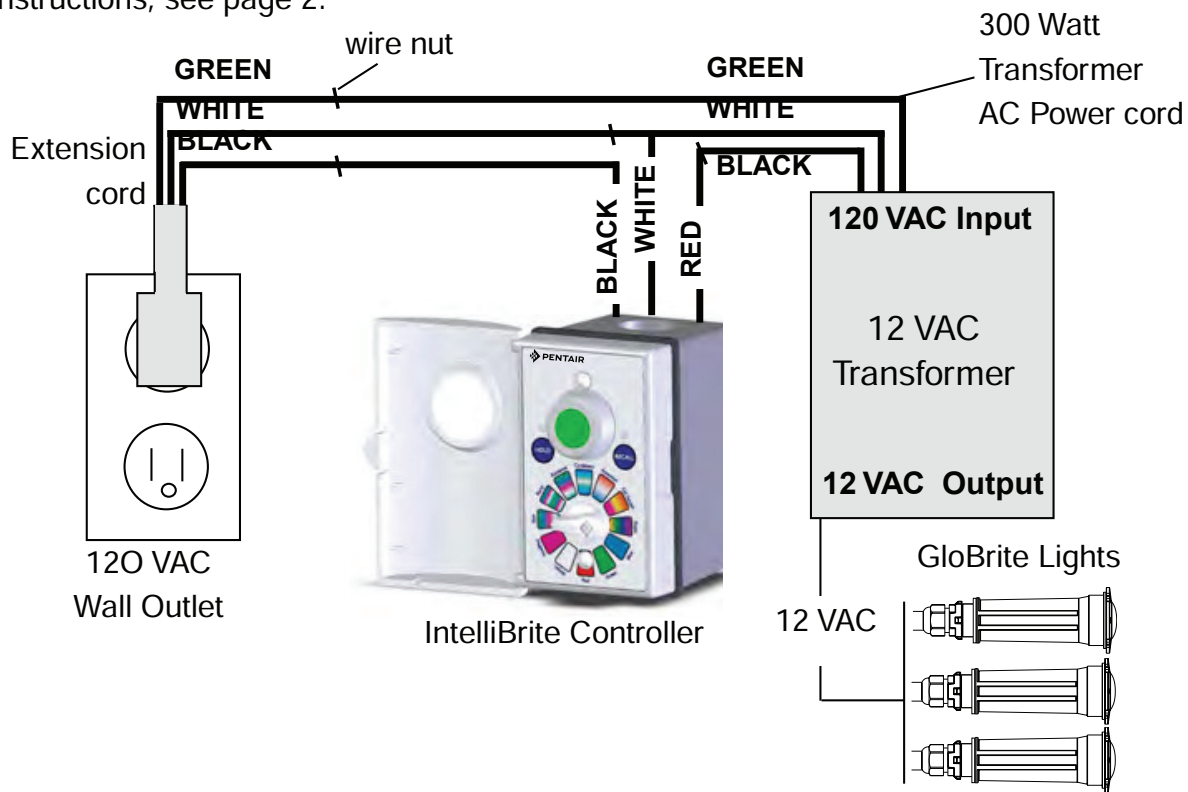 nstructions, see page 2.
300 Watt
Transformer
AC Power cord
wire nut
GREEN
GREEN
WHITE
WHITE
BLACK
BLACK
Extension
cord
BLACK
WHITE
RED
120 VAC Input
12 VAC
Transformer
12 VAC Output
PENTAIR
HOLD
RECALL
12O VAC
Wall Outlet
IntelliBrite Controller
GloBrite Lights
12 VAC